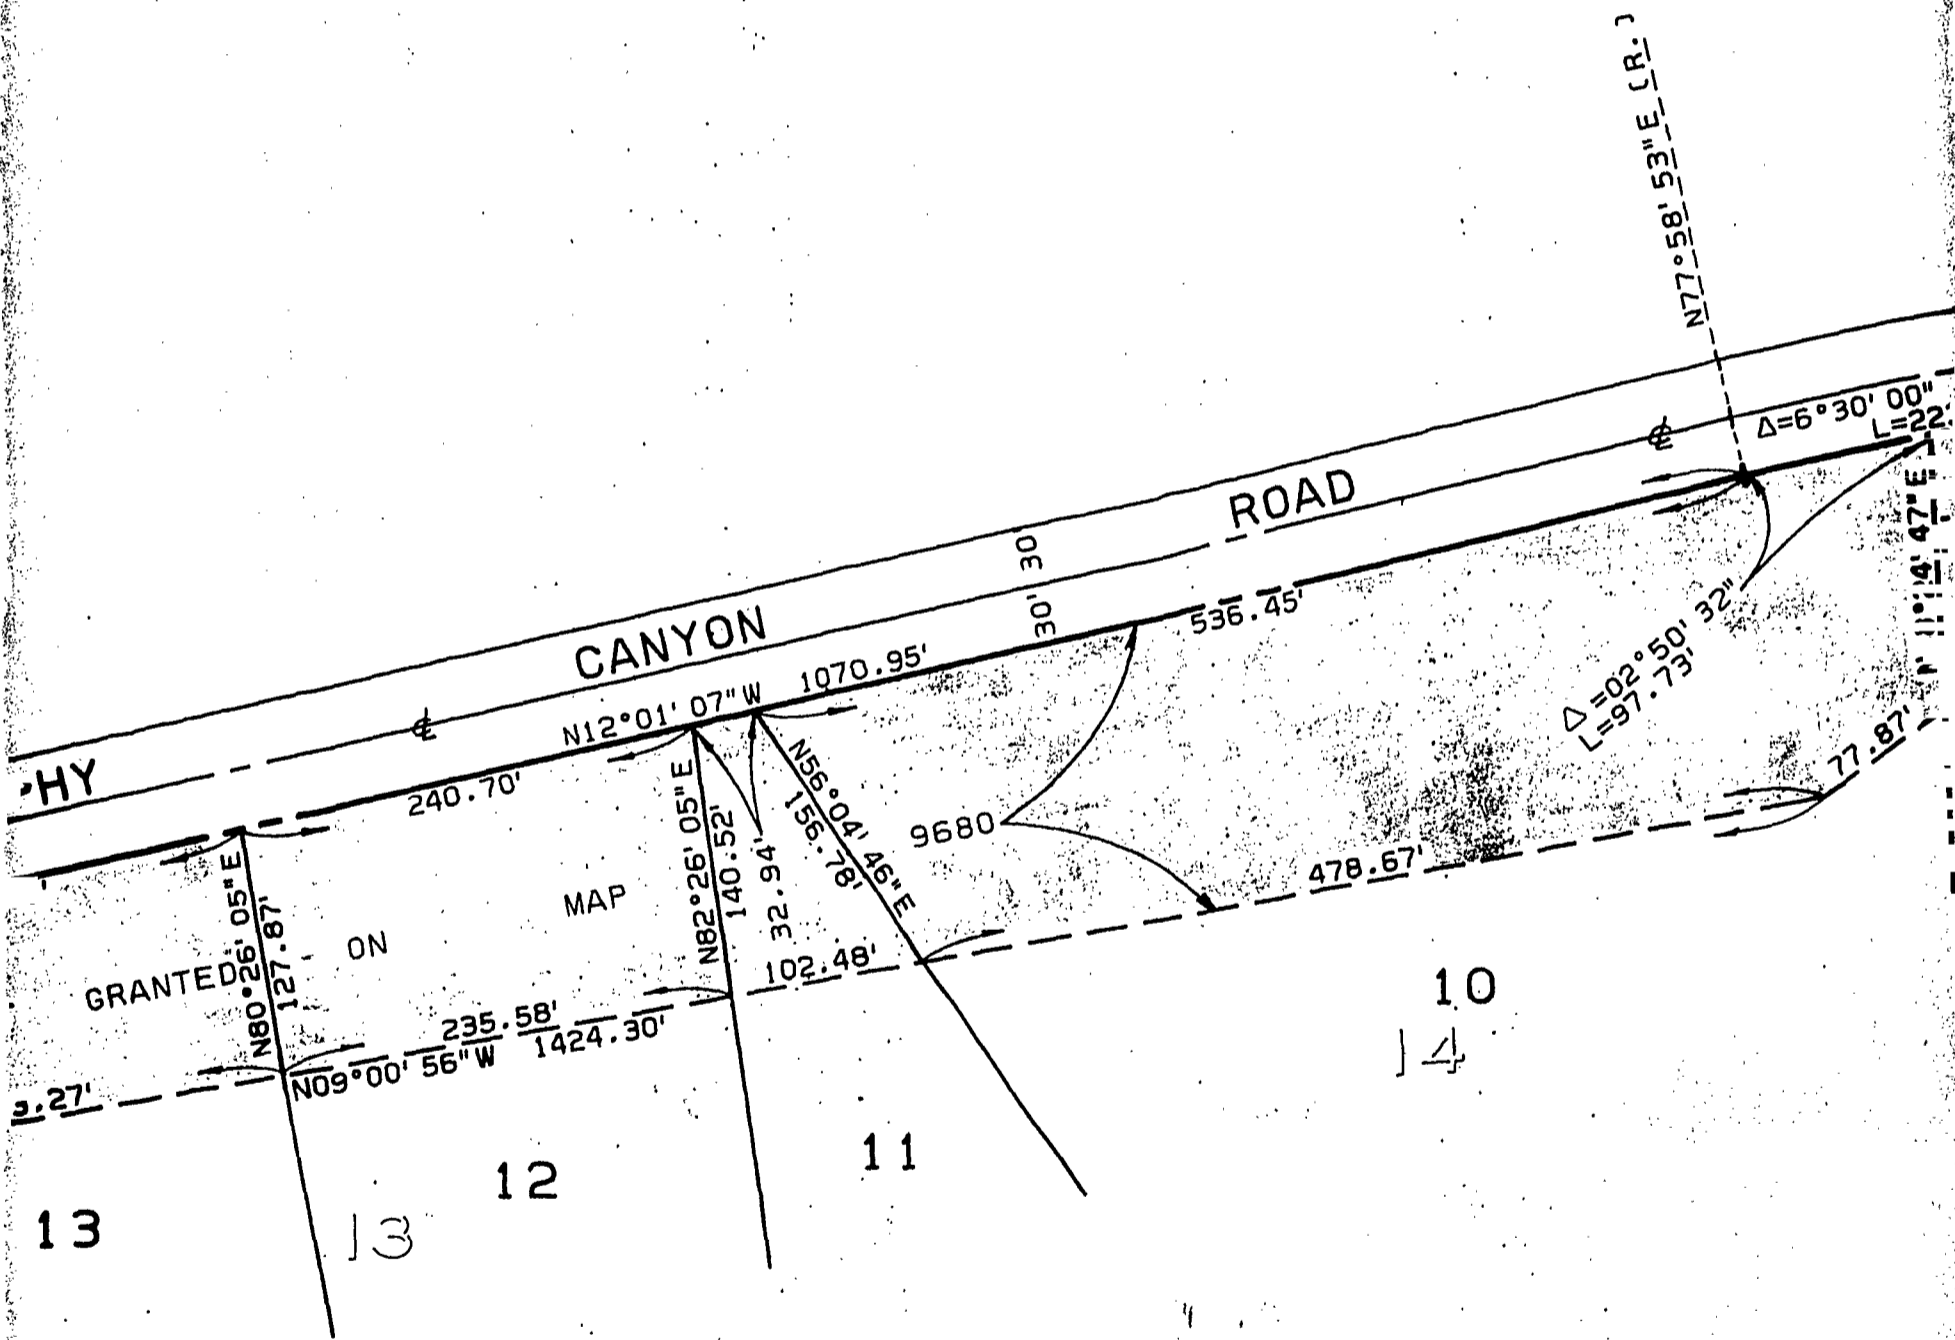 N77°58'53"E (R.)
Δ=6°30'00"
L=22
ROAD
30
30'
CANYON
HY
536.45'
1070.95'
N12°01'07"W
240.70'
Δ=02°50'32"
L=97.73'
77.87'
N56°04'46"E
156.78'
N82°26'05"E
140.52'
32.94'
9680
478.67'
MAP
ON
GRANTED
N80°26'05"E
127.87'
102.48'
235.58'
1424.30'
N09°00'56"W
.27'
10
14
11
12
13
13